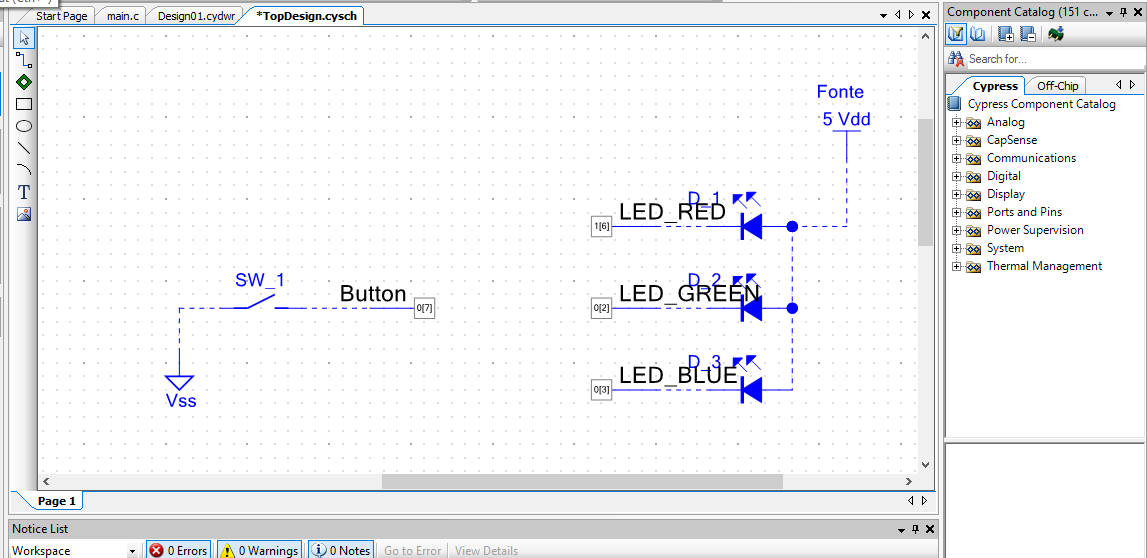 Start Page main.c Design01.cydwr *TopDesign.cysch
Component Catalog (151 c...
Search for...
Cypress Off-Chip
Cypress Component Catalog
Analog
CapSense
Communications
Digital
Display
Ports and Pins
Power Supervision
System
Thermal Management
Fonte
5 Vdd
D_1
LED_RED
1[6]
D_2
LED_GREEN
0[2]
D_3
LED_BLUE
0[3]
SW_1
Button
0[7]
Vss
T
Page 1
Notice List
Workspace 0 Errors 0 Warnings 0 Notes Go to Error View Details